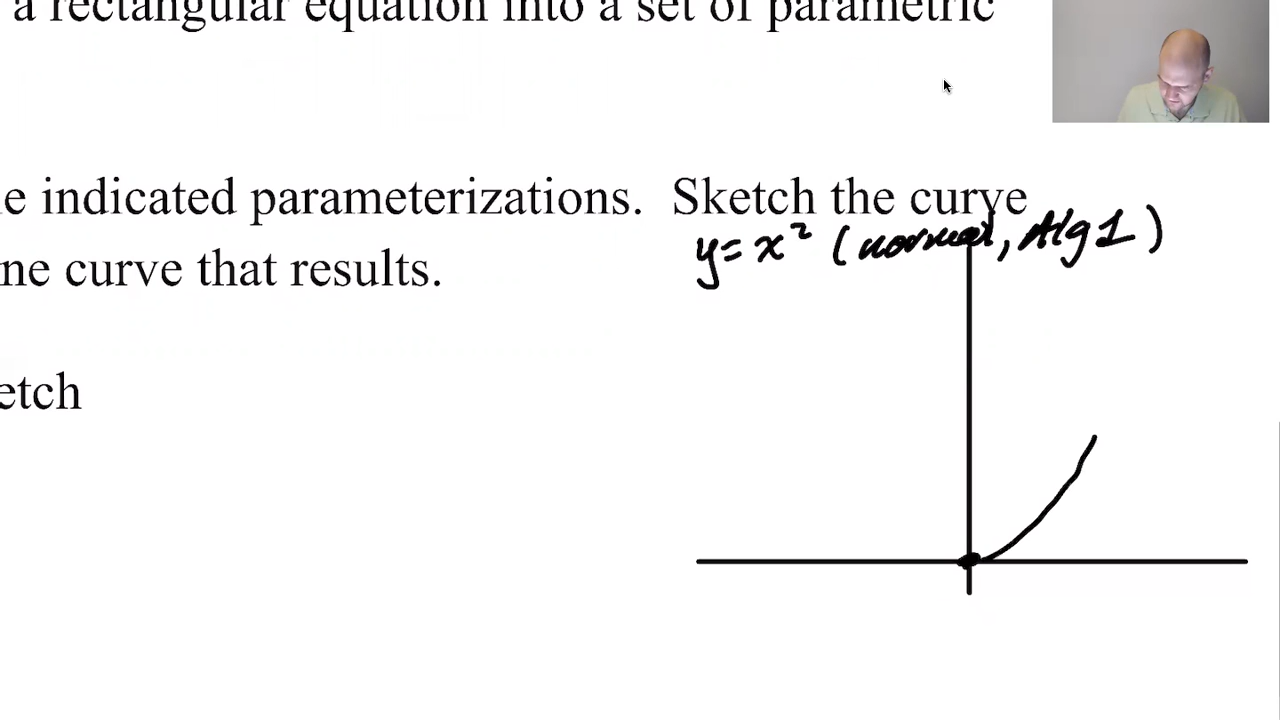 a rectangular equation into a set of parametric
e indicated parameterizations. Sketch the curve
y=x² (normal, Alg 1)
ne curve that results.
etch